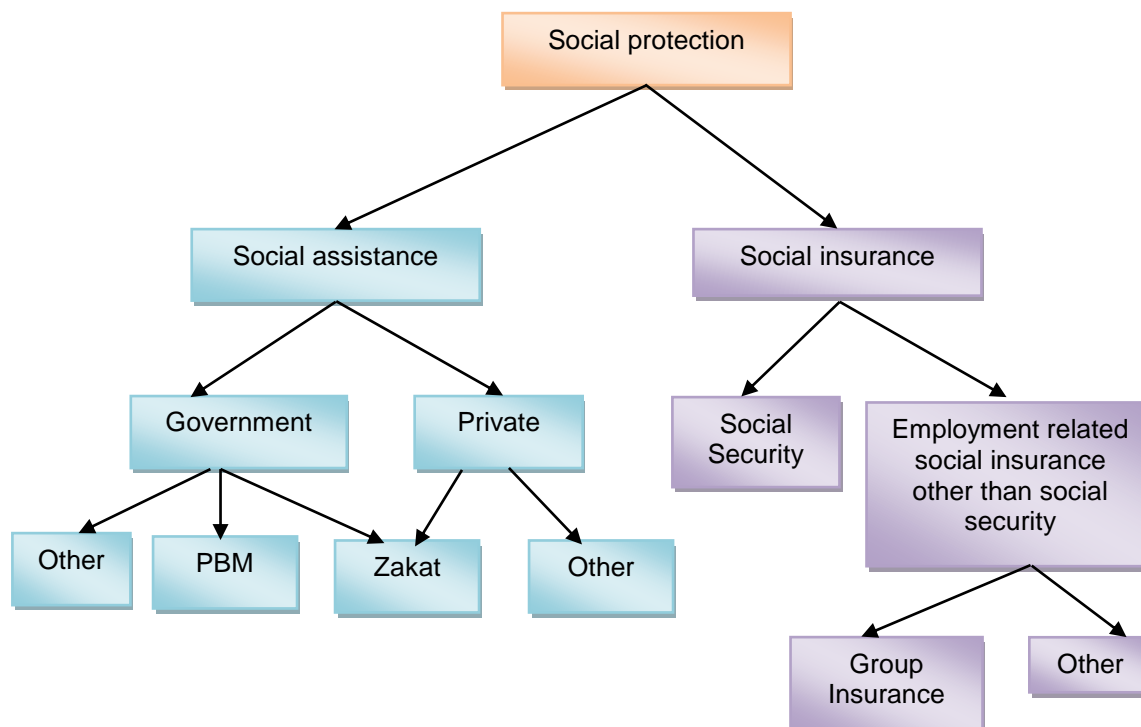 Social protection
Social assistance
Social insurance
Government
Private
Social
Security
Employment related
social insurance
other than social
security
Other
PBM
Zakat
Other
Group
Insurance
Other